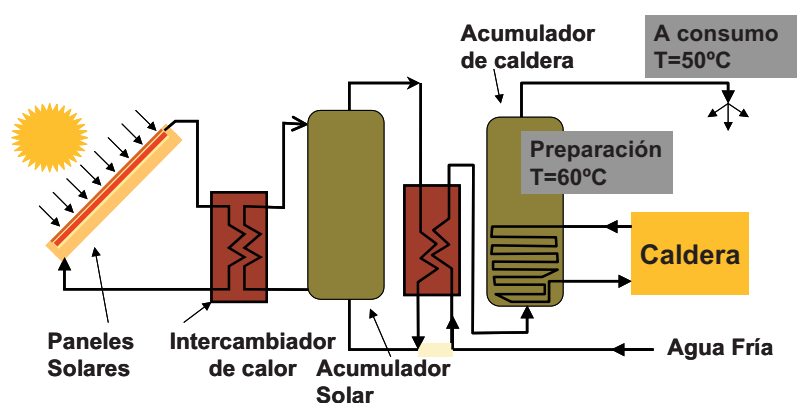 Acumulador
de caldera
A consumo
T=50ºC
Preparación
T=60ºC
Caldera
Paneles
Solares
Intercambiador
de calor
Acumulador
Solar
Agua Fría